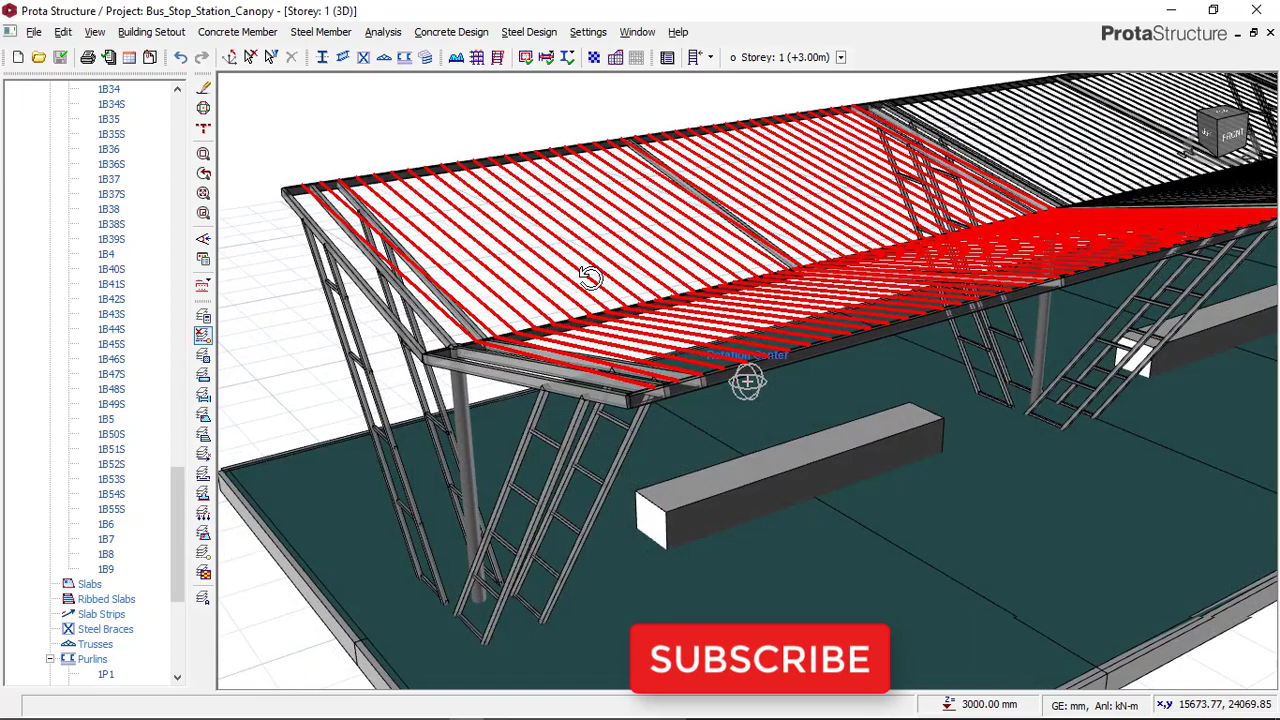 Prota Structure / Project: Bus_Stop_Station_Canopy - [Storey: 1 (3D)]
File Edit View Building Setout Concrete Member Steel Member Analysis Concrete Design Steel Design Settings Window Help
ProtaStructure
o Storey: 1 (+3.00m)
1B34
1B34S
1B35
1B35S
1B36
1B36S
1B37
1B37S
1B38
1B38S
1B39S
1B4
1B40S
1B41S
1B42S
1B43S
1B44S
1B45S
1B46S
1B47S
1B48S
1B49S
1B5
1B50S
1B51S
1B52S
1B53S
1B54S
1B55S
1B6
1B7
1B8
1B9
Slabs
Ribbed Slabs
Slab Strips
Steel Braces
Trusses
Purlins
1P1
FRONT
Rotation Center
SUBSCRIBE
Z= 3000.00 mm
GE: mm, Anl: kN-m
x,y 15673.77, 24069.85